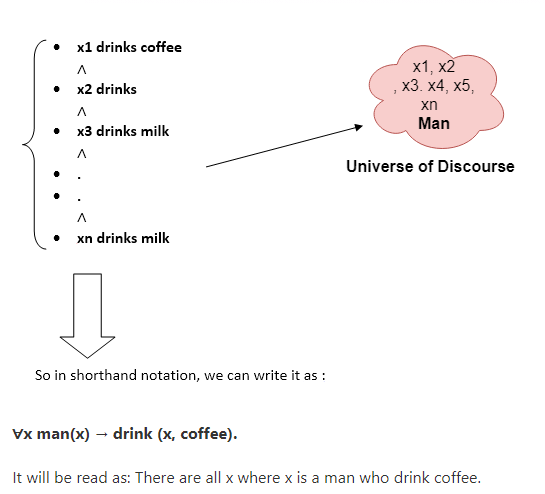 • x1 drinks coffee
∧
• x2 drinks
∧
• x3 drinks milk
∧
• .
• .
∧
• xn drinks milk
x1, x2
, x3. x4, x5,
xn
Man
Universe of Discourse
So in shorthand notation, we can write it as :
∀x man(x) → drink (x, coffee).
It will be read as: There are all x where x is a man who drink coffee.